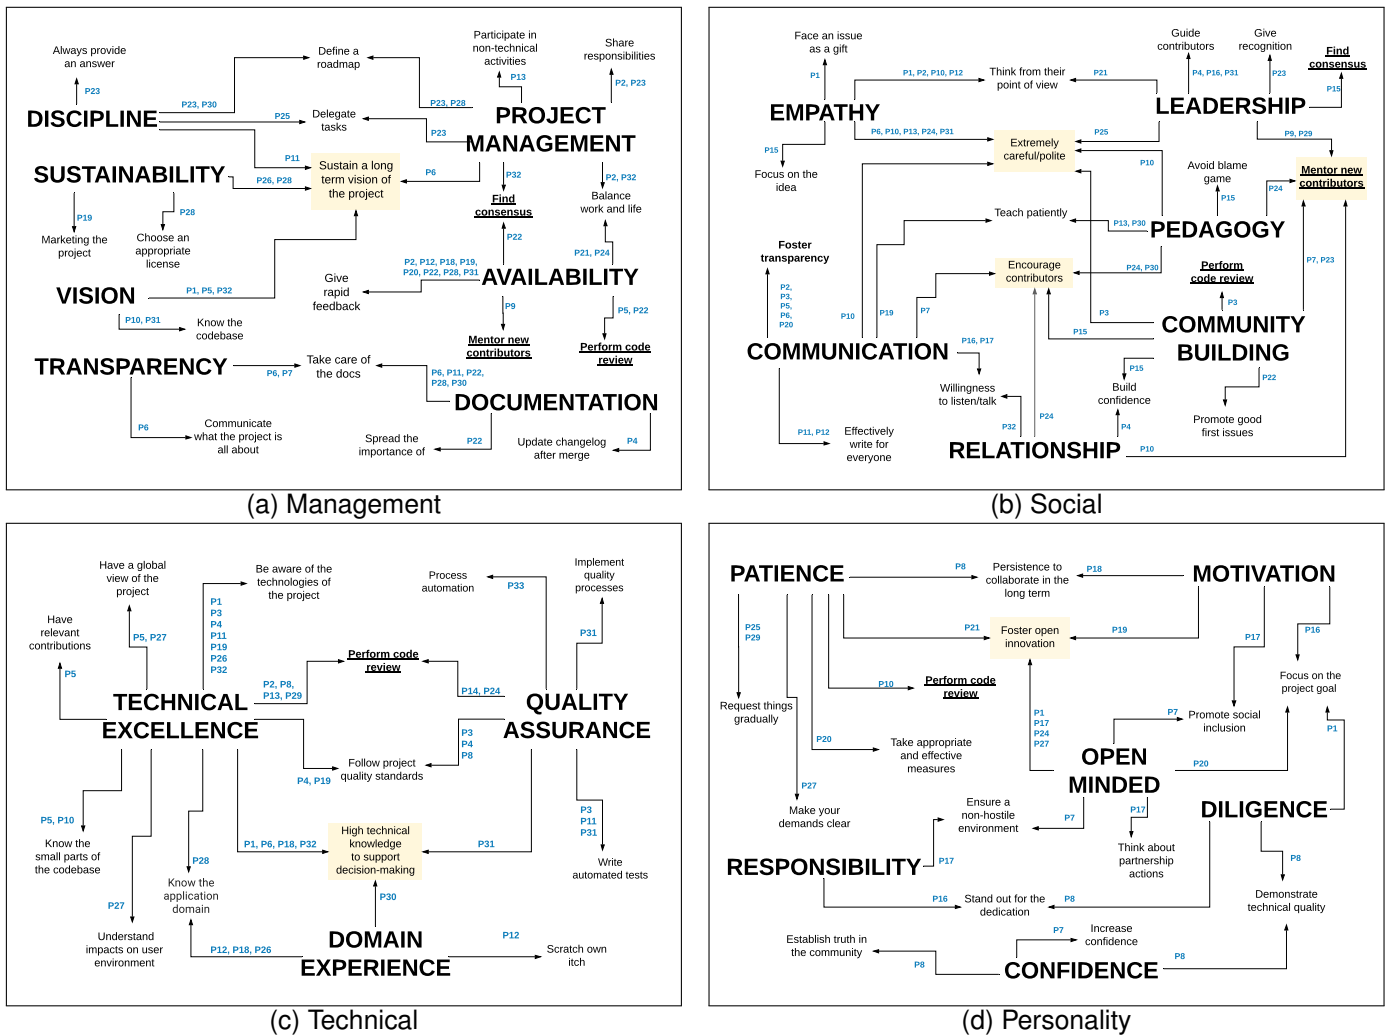 Always provide
an answer
P23
Define a
roadmap
Participate in
non-technical
activities
P13
Share
responsibilities
P2, P23
P23, P30
P23, P28
DISCIPLINE
P25
Delegate
tasks
P23
PROJECT
MANAGEMENT
P11
Sustain a long
term vision of
the project
P6
SUSTAINABILITY
P26, P28
P32
P2, P32
P19
P28
Find
consensus
Balance
work and life
Marketing the
project
Choose an
appropriate
license
P22
P21, P24
P2, P12, P18, P19,
P20, P22, P28, P31
AVAILABILITY
Give
rapid
feedback
VISION
P1, P5, P32
P9
P5, P22
P10, P31
Know the
codebase
Mentor new
contributors
Perform code
review
TRANSPARENCY
P6, P7
Take care of
the docs
P6, P11, P22,
P28, P30
DOCUMENTATION
P6
Communicate
what the project is
all about
Spread the
importance of
P22
Update changelog
after merge
P4
(a) Management
Face an issue
as a gift
P1
Guide
contributors
P4, P16, P31
Give
recognition
P23
Find
consensus
P15
P1, P2, P10, P12
Think from their
point of view
P21
EMPATHY
LEADERSHIP
P6, P10, P13, P24, P31
Extremely
careful/polite
P25
P9, P29
P15
Focus on the
idea
P10
Avoid blame
game
P15
P24
Mentor new
contributors
Teach patiently
P13, P30
PEDAGOGY
Foster
transparency
P2,
P3,
P5,
P6,
P20
Encourage
contributors
P24, P30
Perform
code review
P3
P7, P23
P10
P19
P7
P3
P15
COMMUNITY
BUILDING
COMMUNICATION
P16, P17
P15
P22
Willingness
to listen/talk
Build
confidence
Promote good
first issues
P11, P12
Effectively
write for
everyone
P32
P24
P4
RELATIONSHIP
P10
(b) Social
Have a global
view of the
project
P5, P27
Be aware of the
technologies of
the project
P1
P3
P4
P11
P19
P26
P32
Process
automation
P33
Implement
quality
processes
P31
Have
relevant
contributions
P5
Perform code
review
P2, P8,
P13, P29
P14, P24
TECHNICAL
EXCELLENCE
QUALITY
ASSURANCE
P3
P4
P8
Follow project
quality standards
P4, P19
P5, P10
P3
P11
P31
Know the
small parts of
the codebase
P1, P6, P18, P32
High technical
knowledge
to support
decision-making
P31
P28
Know the
application
domain
Write
automated tests
P27
P30
Understand
impacts on user
environment
P12, P18, P26
DOMAIN
EXPERIENCE
P12
Scratch own
itch
(c) Technical
PATIENCE
P8
Persistence to
collaborate in the
long term
P18
MOTIVATION
P25
P29
P21
Foster open
innovation
P19
P17
P16
P10
Perform code
review
Focus on the
project goal
Request things
gradually
P1
P17
P24
P27
P7
Promote social
inclusion
P1
P20
Take appropriate
and effective
measures
OPEN
MINDED
P20
P27
Make your
demands clear
Ensure a
non-hostile
environment
P7
P17
DILIGENCE
Think about
partnership
actions
RESPONSIBILITY
P17
P8
P16
Stand out for the
dedication
P8
Demonstrate
technical quality
Establish truth in
the community
P7
Increase
confidence
P8
CONFIDENCE
P8
(d) Personality